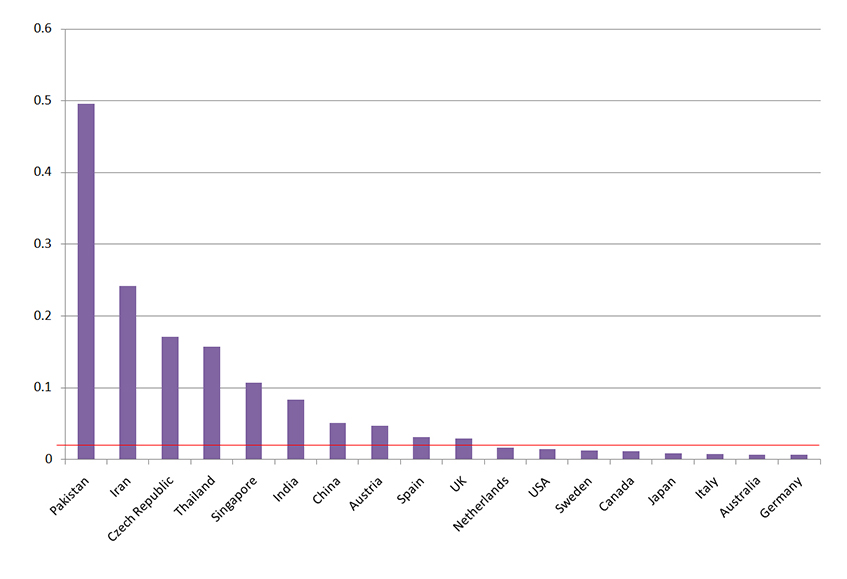 0.6
0.5
0.4
0.3
0.2
0.1
0
Pakistan
Iran
Czech Republic
Thailand
Singapore
India
China
Austria
Spain
UK
Netherlands
USA
Sweden
Canada
Japan
Italy
Australia
Germany